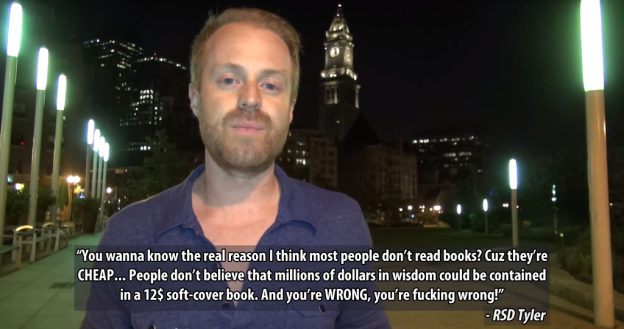 “You wanna know the real reason I think most people don’t read books? Cuz they’re
CHEAP… People don’t believe that millions of dollars in wisdom could be contained
in a 12$ soft-cover book. And you’re WRONG, you’re fucking wrong!”
- RSD Tyler